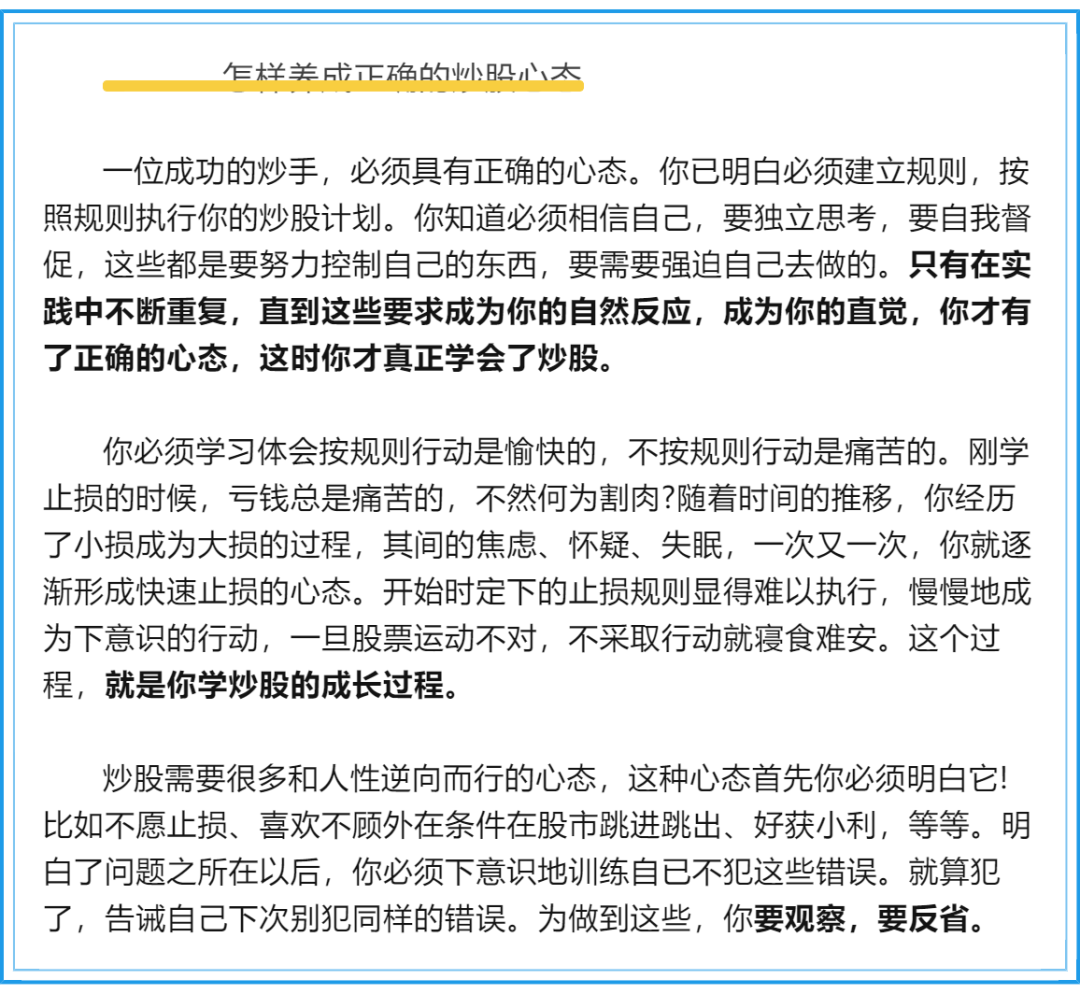 怎样养成正确的炒股心态
一位成功的炒手，必须具有正确的心态。你已明白必须建立规则，按
照规则执行你的炒股计划。你知道必须相信自己，要独立思考，要自我督
促，这些都是要努力控制自己的东西，要需要强迫自己去做的。只有在实
践中不断重复，直到这些要求成为你的自然反应，成为你的直觉，你才有
了正确的心态，这时你才真正学会了炒股。
你必须学习体会按规则行动是愉快的，不按规则行动是痛苦的。刚学
止损的时候，亏钱总是痛苦的，不然何为割肉?随着时间的推移，你经历
了小损成为大损的过程，其间的焦虑、怀疑、失眠，一次又一次，你就逐
渐形成快速止损的心态。开始时定下的止损规则显得难以执行，慢慢地成
为下意识的行动，一旦股票运动不对，不采取行动就寝食难安。这个过
程，就是你学炒股的成长过程。
炒股需要很多和人性逆向而行的心态，这种心态首先你必须明白它!
比如不愿止损、喜欢不顾外在条件在股市跳进跳出、好获小利，等等。明
白了问题之所在以后，你必须下意识地训练自已不犯这些错误。就算犯
了，告诫自己下次别犯同样的错误。为做到这些，你要观察，要反省。